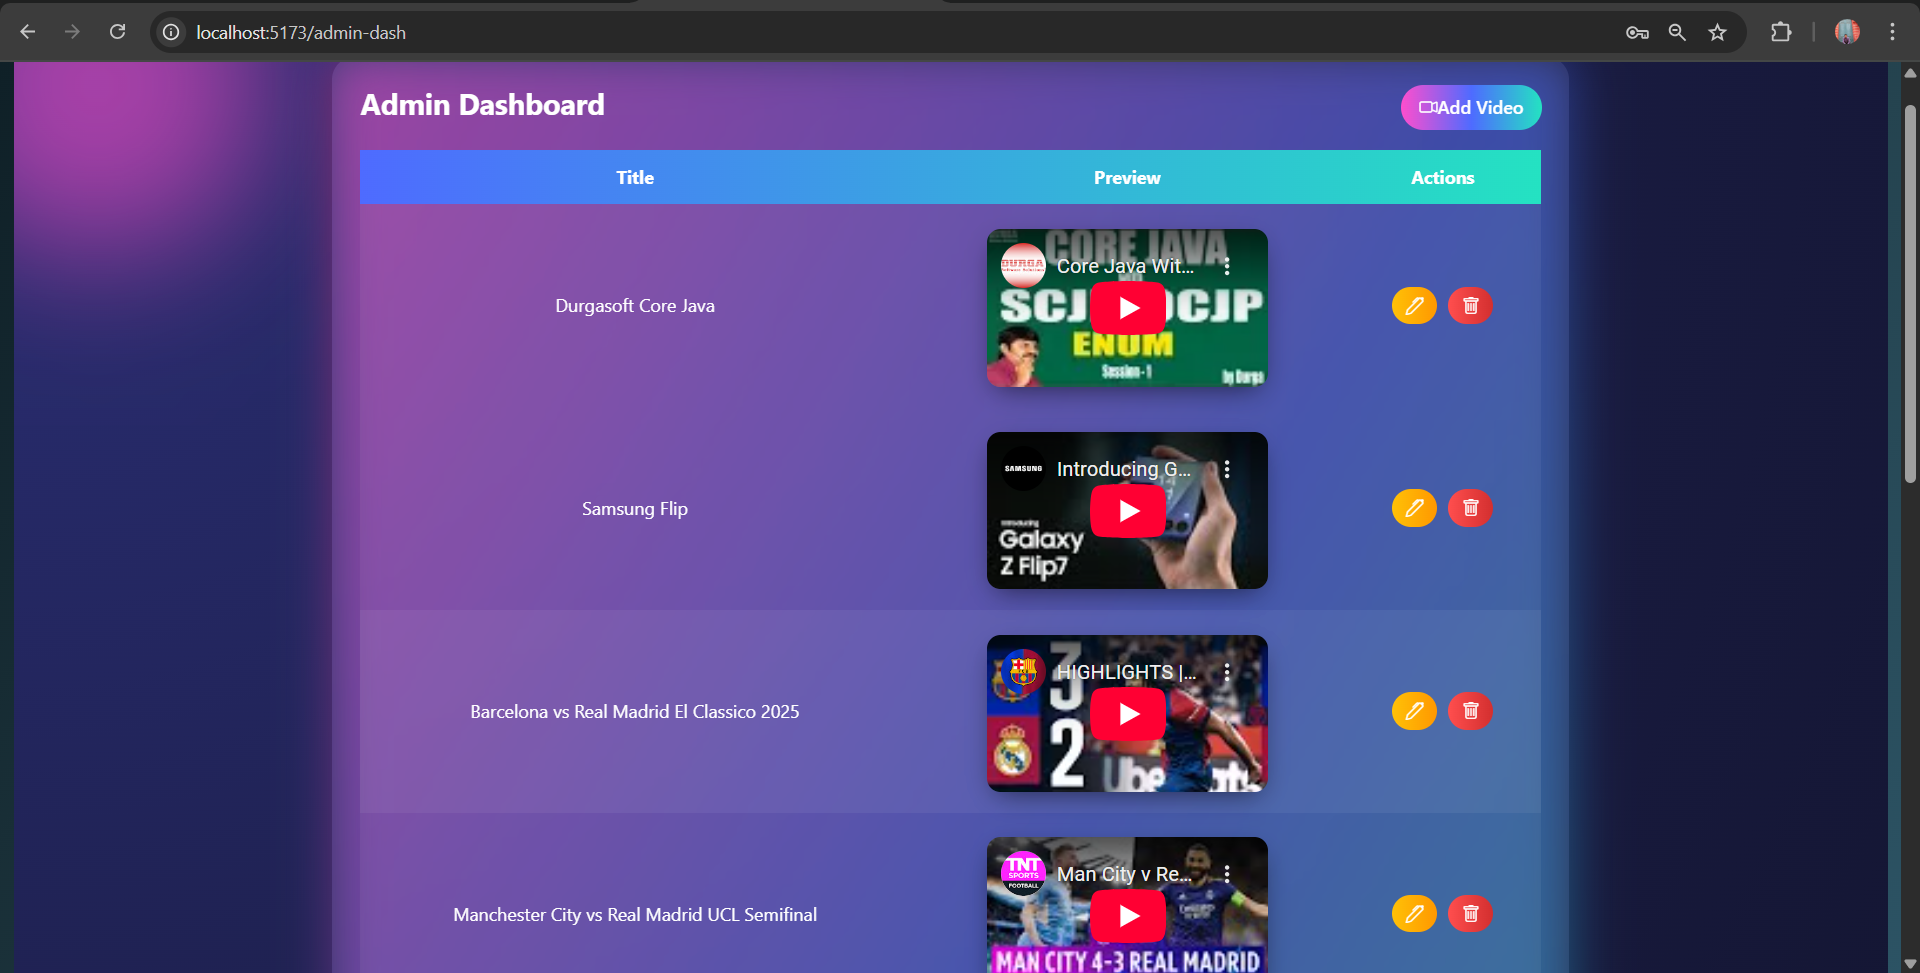 localhost:5173/admin-dash
Admin Dashboard
Add Video
Title Preview Actions
Durgasoft Core Java
CORE JAVA
DURGA
Software Solutions
Core Java Wit...
SCJ OCJP
ENUM
Session - 1
by Durga
Samsung Flip
SAMSUNG
Introducing G...
Introducing
Galaxy
Z Flip7
Barcelona vs Real Madrid El Classico 2025
HIGHLIGHTS |...
3
2
Manchester City vs Real Madrid UCL Semifinal
TNT
SPORTS
FOOTBALL
Man City v Re...
MAN CITY 4-3 REAL MADRID